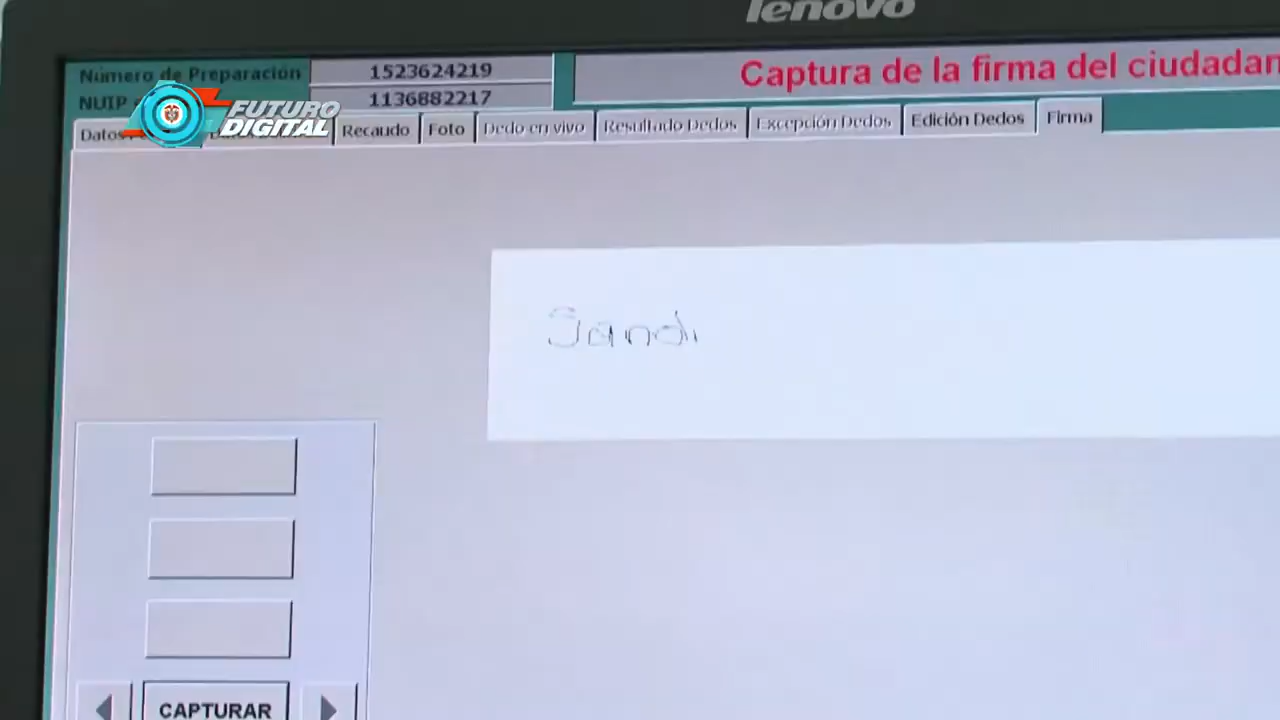 lenovo
Número de Preparación 1523624219
NUIP 1136882217
Captura de la firma del ciudadan
FUTURO
DIGITAL
Datos Recaudo Foto Dedo en vivo Resultado Dedos Excepción Dedos Edición Dedos Firma
Sandi
CAPTURAR